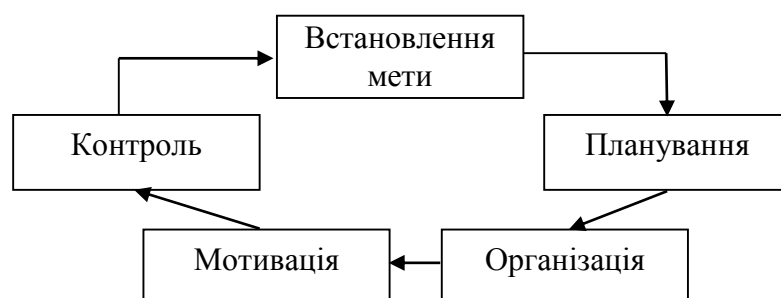 Встановлення
мети
Контроль
Планування
Мотивація
Організація